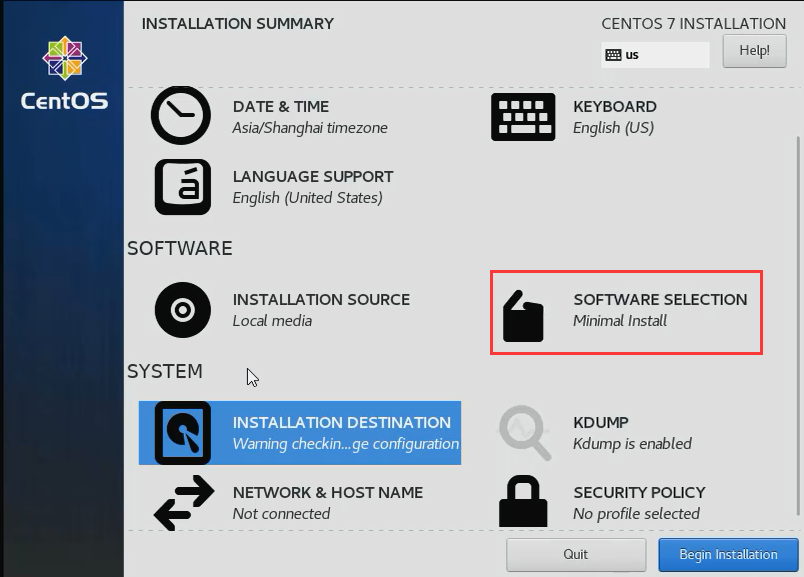 INSTALLATION SUMMARY
CENTOS 7 INSTALLATION
us
Help!
CentOS
DATE & TIME
Asia/Shanghai timezone
KEYBOARD
English (US)
LANGUAGE SUPPORT
English (United States)
SOFTWARE
INSTALLATION SOURCE
Local media
SOFTWARE SELECTION
Minimal Install
SYSTEM
INSTALLATION DESTINATION
Warning checkin...ge configuration
KDUMP
Kdump is enabled
NETWORK & HOST NAME
Not connected
SECURITY POLICY
No profile selected
Quit
Begin Installation